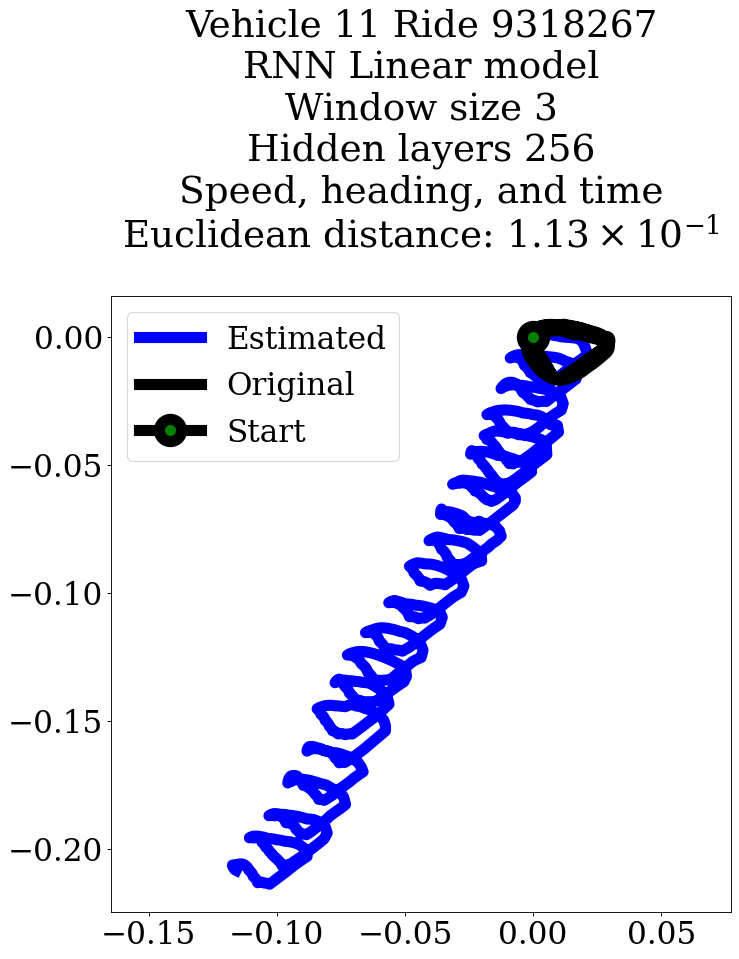 Vehicle 11 Ride 9318267
RNN Linear model
Window size 3
Hidden layers 256
Speed, heading, and time
Euclidean distance: 1.13 × 10⁻¹
Estimated
Original
Start
0.00
−0.05
−0.10
−0.15
−0.20
−0.15 −0.10 −0.05 0.00 0.05